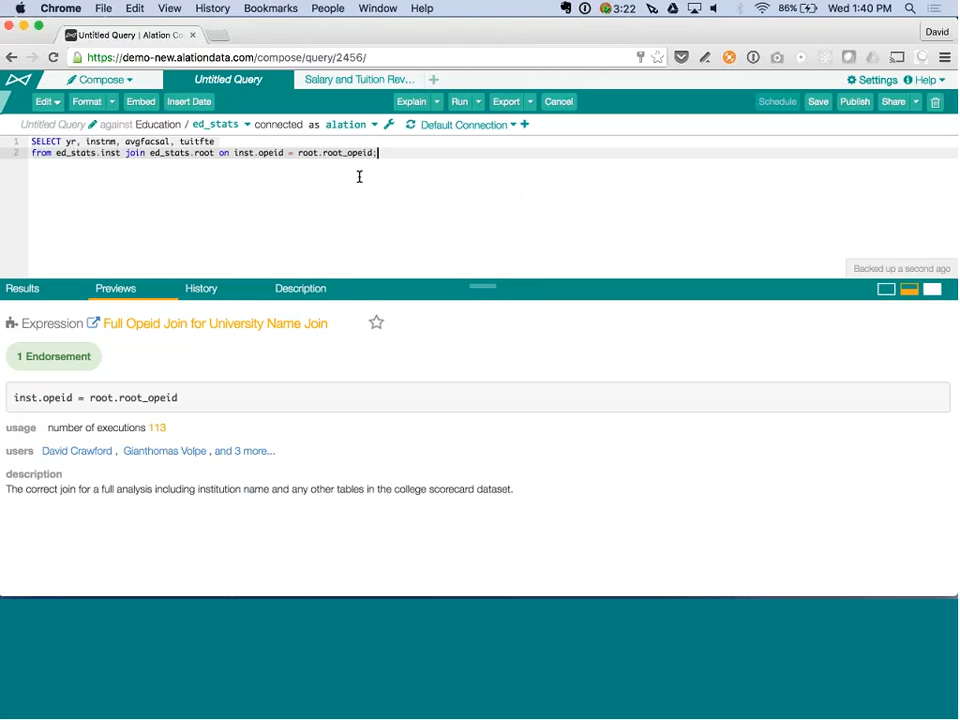 Chrome File Edit View History Bookmarks People Window Help 3:22 86% Wed 1:40 PM
Untitled Query | Alation Co David
https://demo-new.alationdata.com/compose/query/2456/
Compose Untitled Query Salary and Tuition Rev... Settings Help
Edit Format Embed Insert Date Explain Run Export Cancel Schedule Save Publish Share
Untitled Query against Education / ed_stats connected as alation Default Connection
1 SELECT yr, instnm, avgfacsal, tuitfte
2 from ed_stats.inst join ed_stats.root on inst.opeid = root.root_opeid;
Backed up a second ago
Results Previews History Description
Expression Full Opeid Join for University Name Join
1 Endorsement
inst.opeid = root.root_opeid
usage number of executions 113
users David Crawford , Gianthomas Volpe , and 3 more...
description
The correct join for a full analysis including institution name and any other tables in the college scorecard dataset.